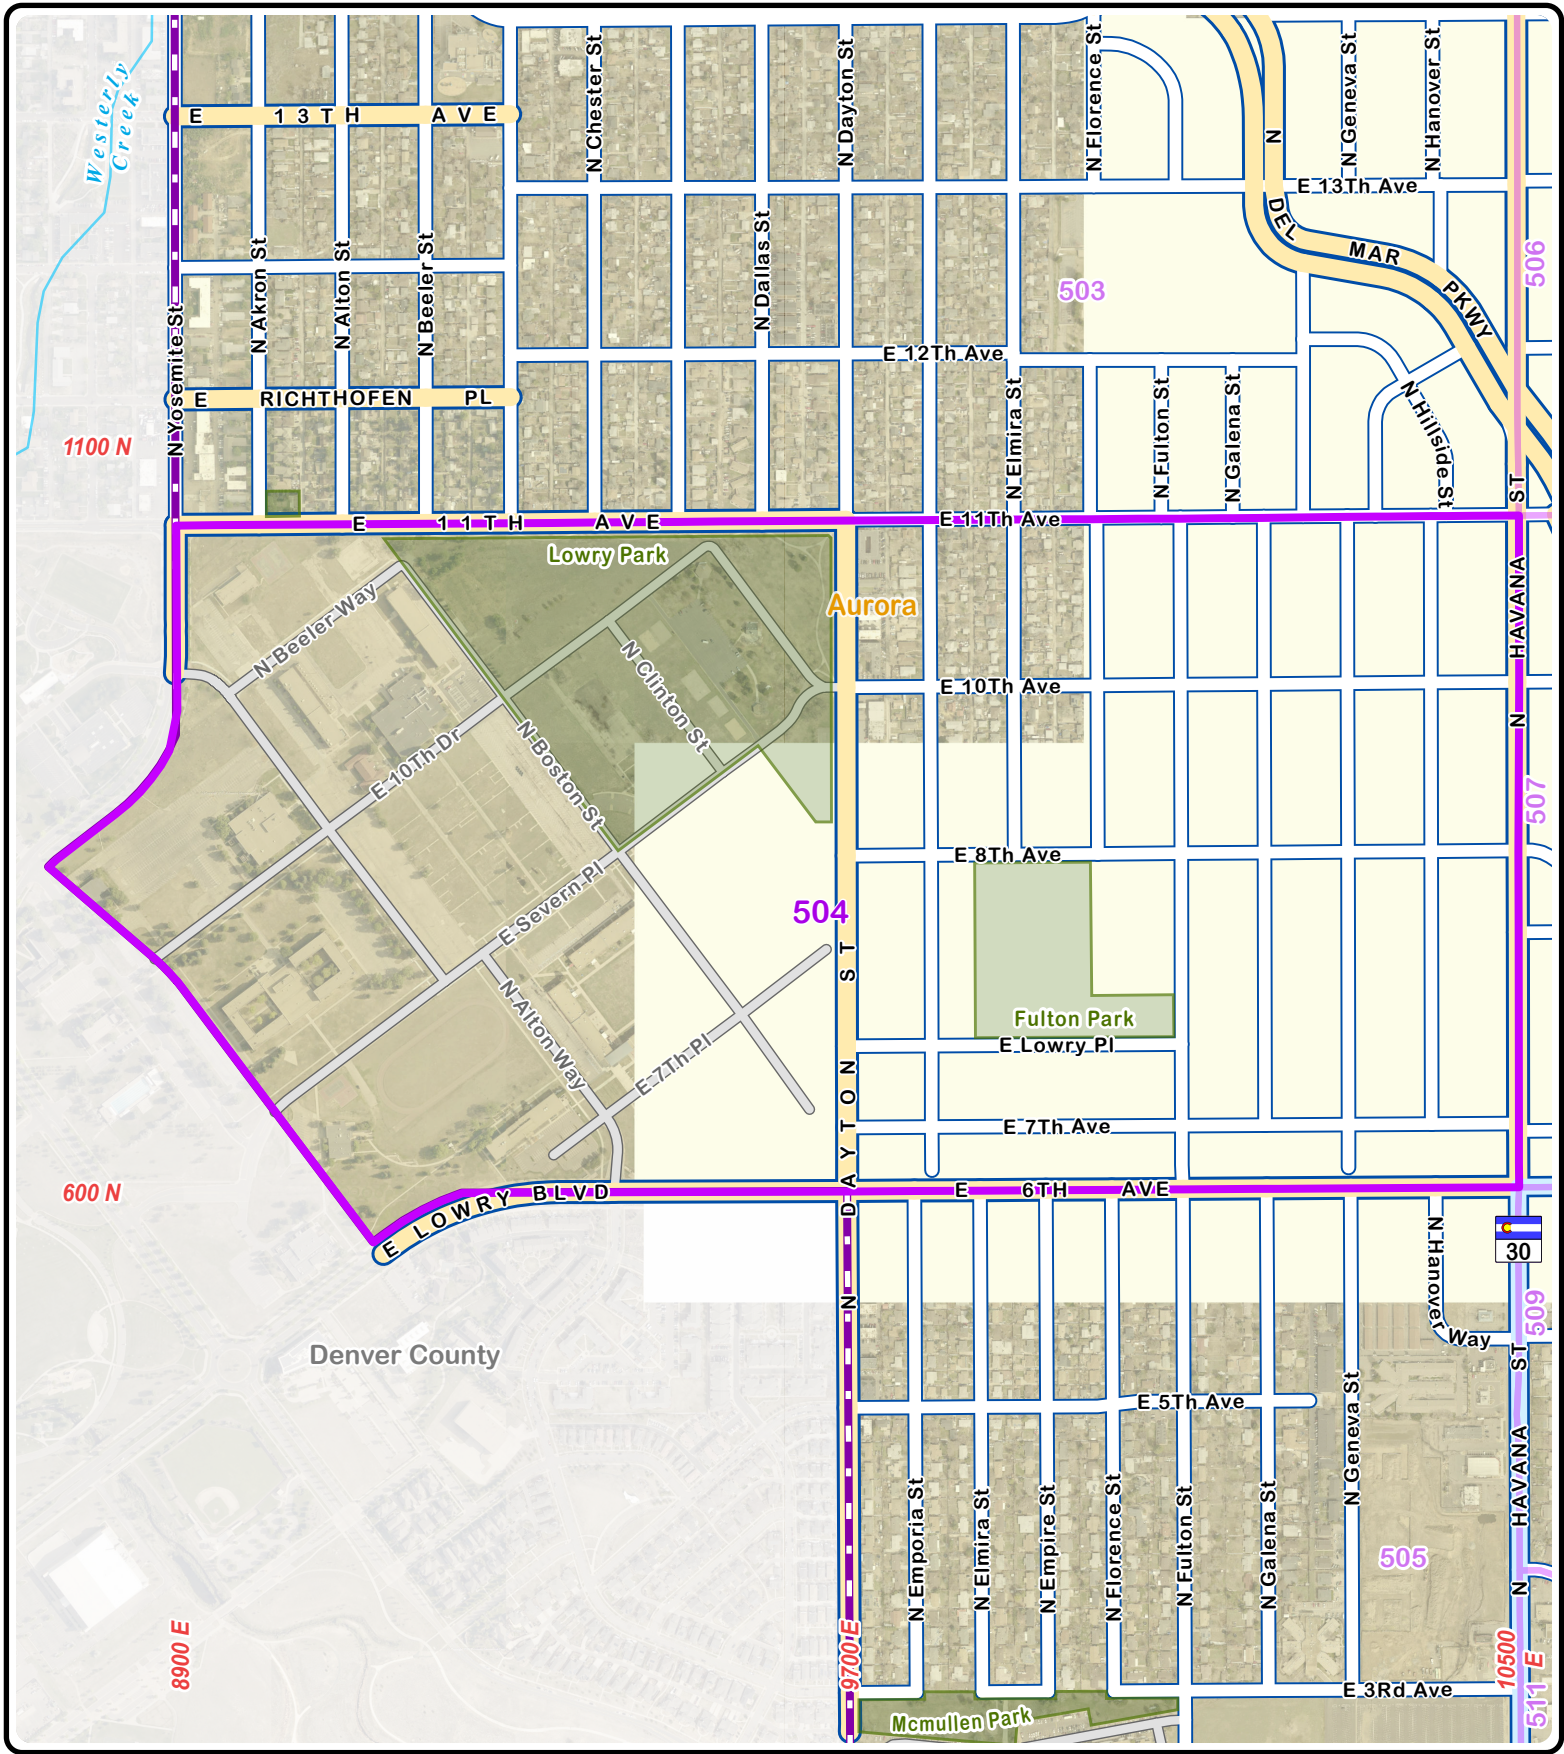 Westerly
Creek
E 13TH AVE
N Chester St
N Dayton St
N Florence St
N Geneva St
N Hanover St
E 13Th Ave
N DEL MAR PKWY
506
N Yosemite St
N Akron St
N Alton St
N Beeler St
N Dallas St
503
E 12Th Ave
E RICHTHOFEN PL
N Elmira St
N Fulton St
N Galena St
N Hillside St
1100 N
E 11TH AVE
E 11Th Ave
Lowry Park
Aurora
N HAVANA ST
N Beeler Way
N Clinton St
E 10Th Ave
E 10Th Dr
N Boston St
507
E 8Th Ave
E Severn Pl
504
N Alton Way
Fulton Park
E Lowry Pl
E 7Th Pl
E 7Th Ave
N DAYTON ST
600 N
E LOWRY BLVD
E 6TH AVE
30
N Hanover Way
509
Denver County
E 5Th Ave
N HAVANA ST
N Geneva St
N Emporia St
N Elmira St
N Empire St
N Florence St
N Fulton St
N Galena St
505
8900 E
9700 E
10500 E
511
E 3Rd Ave
Mcmullen Park